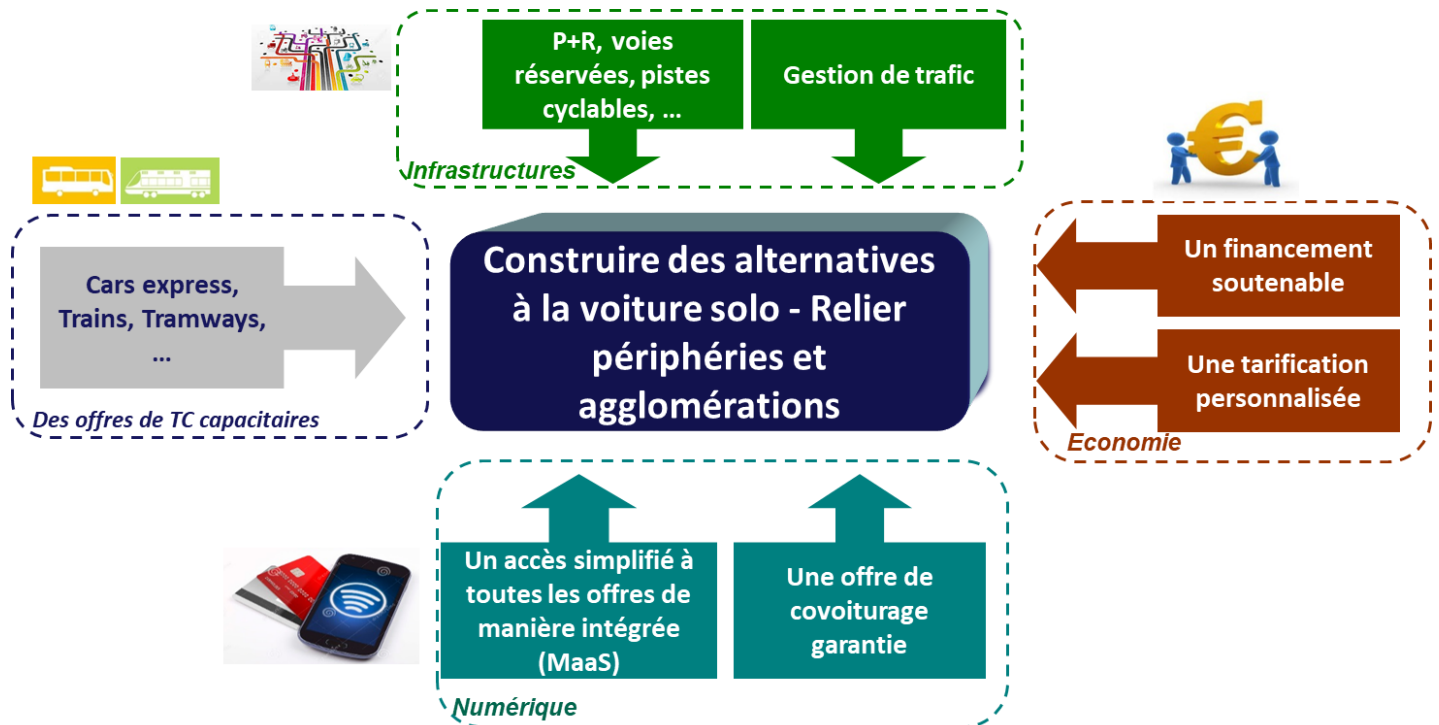 P+R, voies
réservées, pistes
cyclables, ...
Gestion de trafic
Infrastructures
Cars express,
Trains, Tramways,
...
Des offres de TC capacitaires
Construire des alternatives
à la voiture solo - Relier
périphéries et
agglomérations
Un financement
soutenable
Une tarification
personnalisée
Economie
Un accès simplifié à
toutes les offres de
manière intégrée
(MaaS)
Une offre de
covoiturage
garantie
Numérique